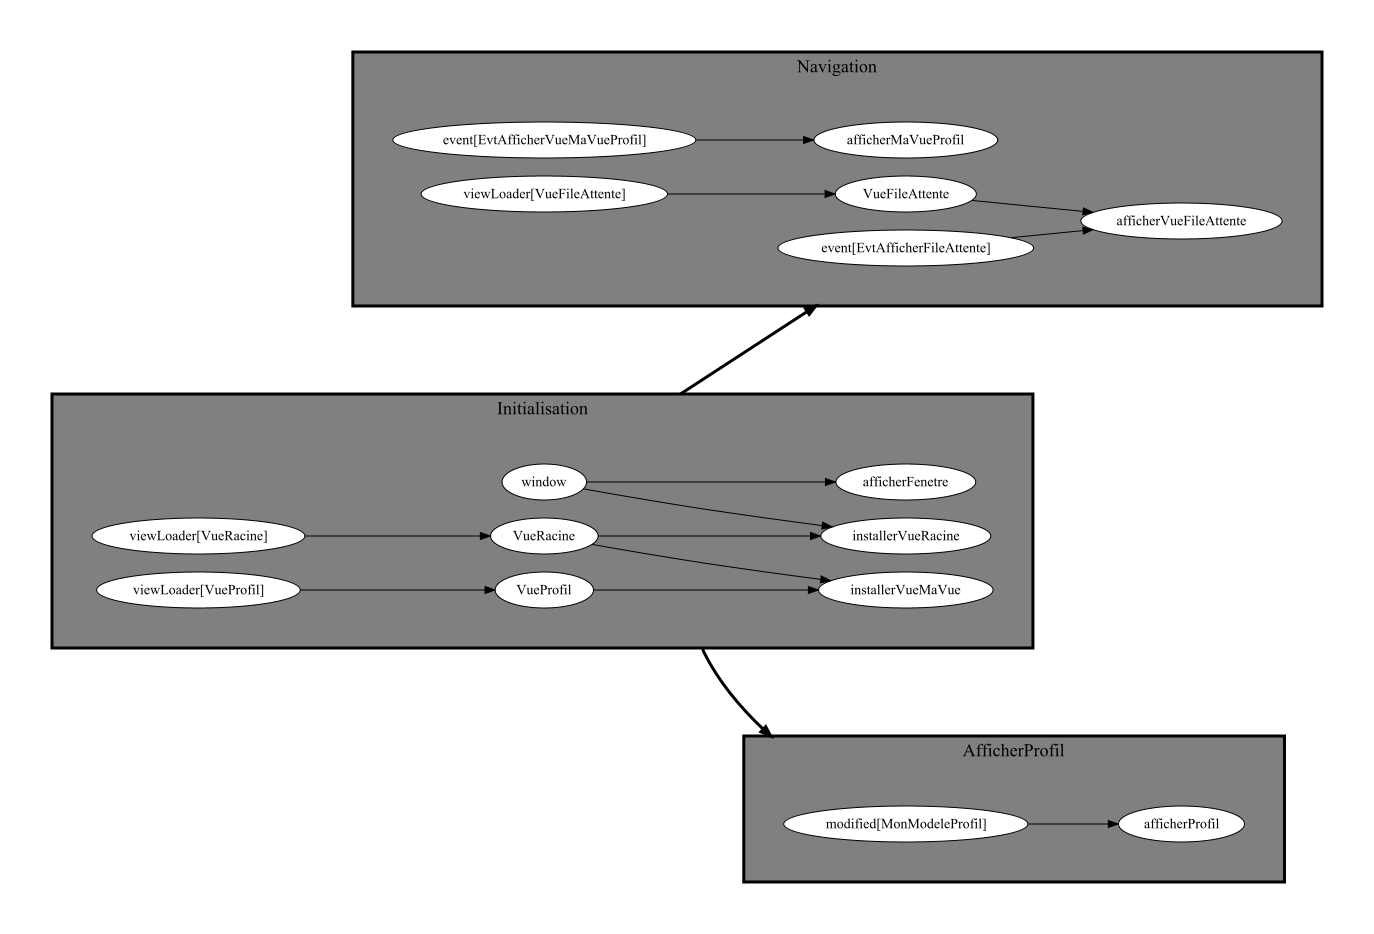 Navigation
event[EvtAfficherVueMaVueProfil]
afficherMaVueProfil
viewLoader[VueFileAttente]
VueFileAttente
afficherVueFileAttente
event[EvtAfficherFileAttente]
Initialisation
window
afficherFenetre
viewLoader[VueRacine]
VueRacine
installerVueRacine
viewLoader[VueProfil]
VueProfil
installerVueMaVue
AfficherProfil
modified[MonModeleProfil]
afficherProfil